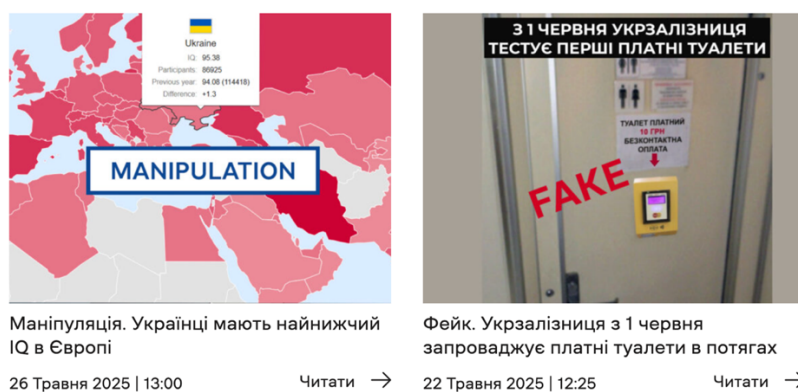 Ukraine
IQ: 95.38
Participants: 86925
Previous year: 94.08 (114418)
Difference: +1.3
MANIPULATION
Маніпуляція. Українці мають найнижчий
IQ в Європі
26 Травня 2025 | 13:00
Читати →
З 1 ЧЕРВНЯ УКРЗАЛІЗНИЦЯ
ТЕСТУЄ ПЕРШІ ПЛАТНІ ТУАЛЕТИ
ТУАЛЕТ ПЛАТНИЙ
10 ГРН
БЕЗКОНТАКТНА
ОПЛАТА
FAKE
Фейк. Укрзалізниця з 1 червня
запроваджує платні туалети в потягах
22 Травня 2025 | 12:25
Читати